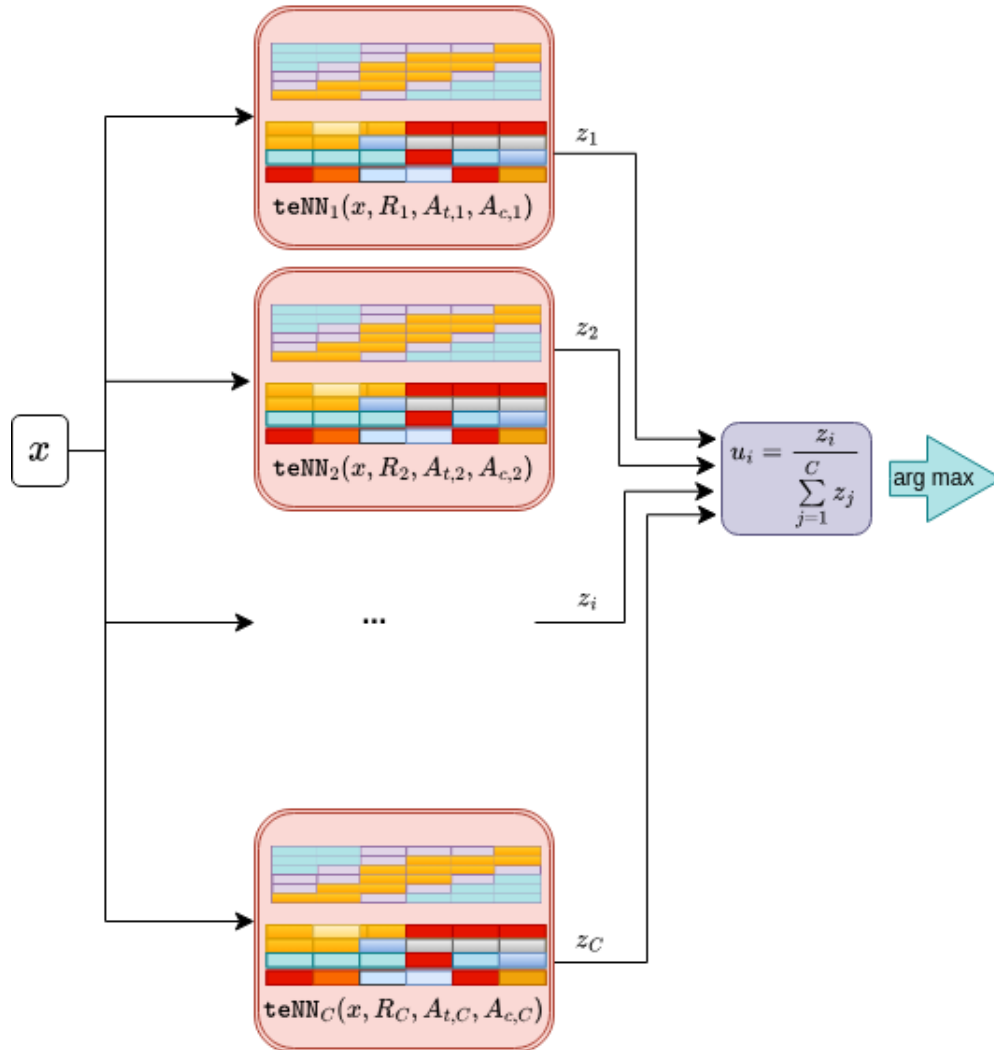 z_1
teNN_1(x, R_1, A_{t,1}, A_{c,1})
z_2
teNN_2(x, R_2, A_{t,2}, A_{c,2})
x
u_i = \frac{z_i}{\sum_{j=1}^{C} z_j}
arg max
...
z_i
z_C
teNN_C(x, R_C, A_{t,C}, A_{c,C})